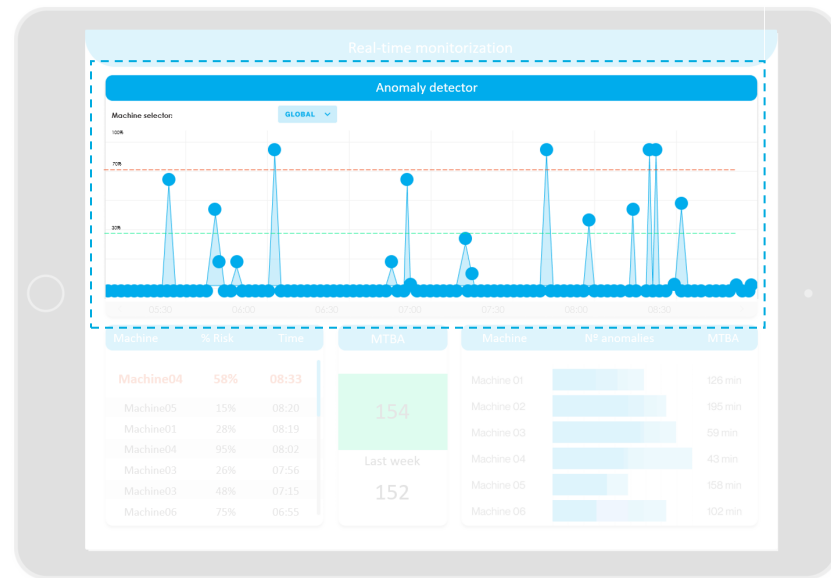 Real-time monitorization
Anomaly detector
Machine selector: GLOBAL
100%
70%
30%
05:30 06:00 06:30 07:00 07:30 08:00 08:30
Machine % Risk Time MTBA Machine Nº anomalies MTBA
Machine04 58% 08:33
Machine05 15% 08:20
Machine01 28% 08:19
Machine04 95% 08:02
Machine03 26% 07:56
Machine03 48% 07:15
Machine06 75% 06:55
154
Last week
152
Machine 01 128 min
Machine 02 195 min
Machine 03 59 min
Machine 04 43 min
Machine 05 158 min
Machine 06 102 min